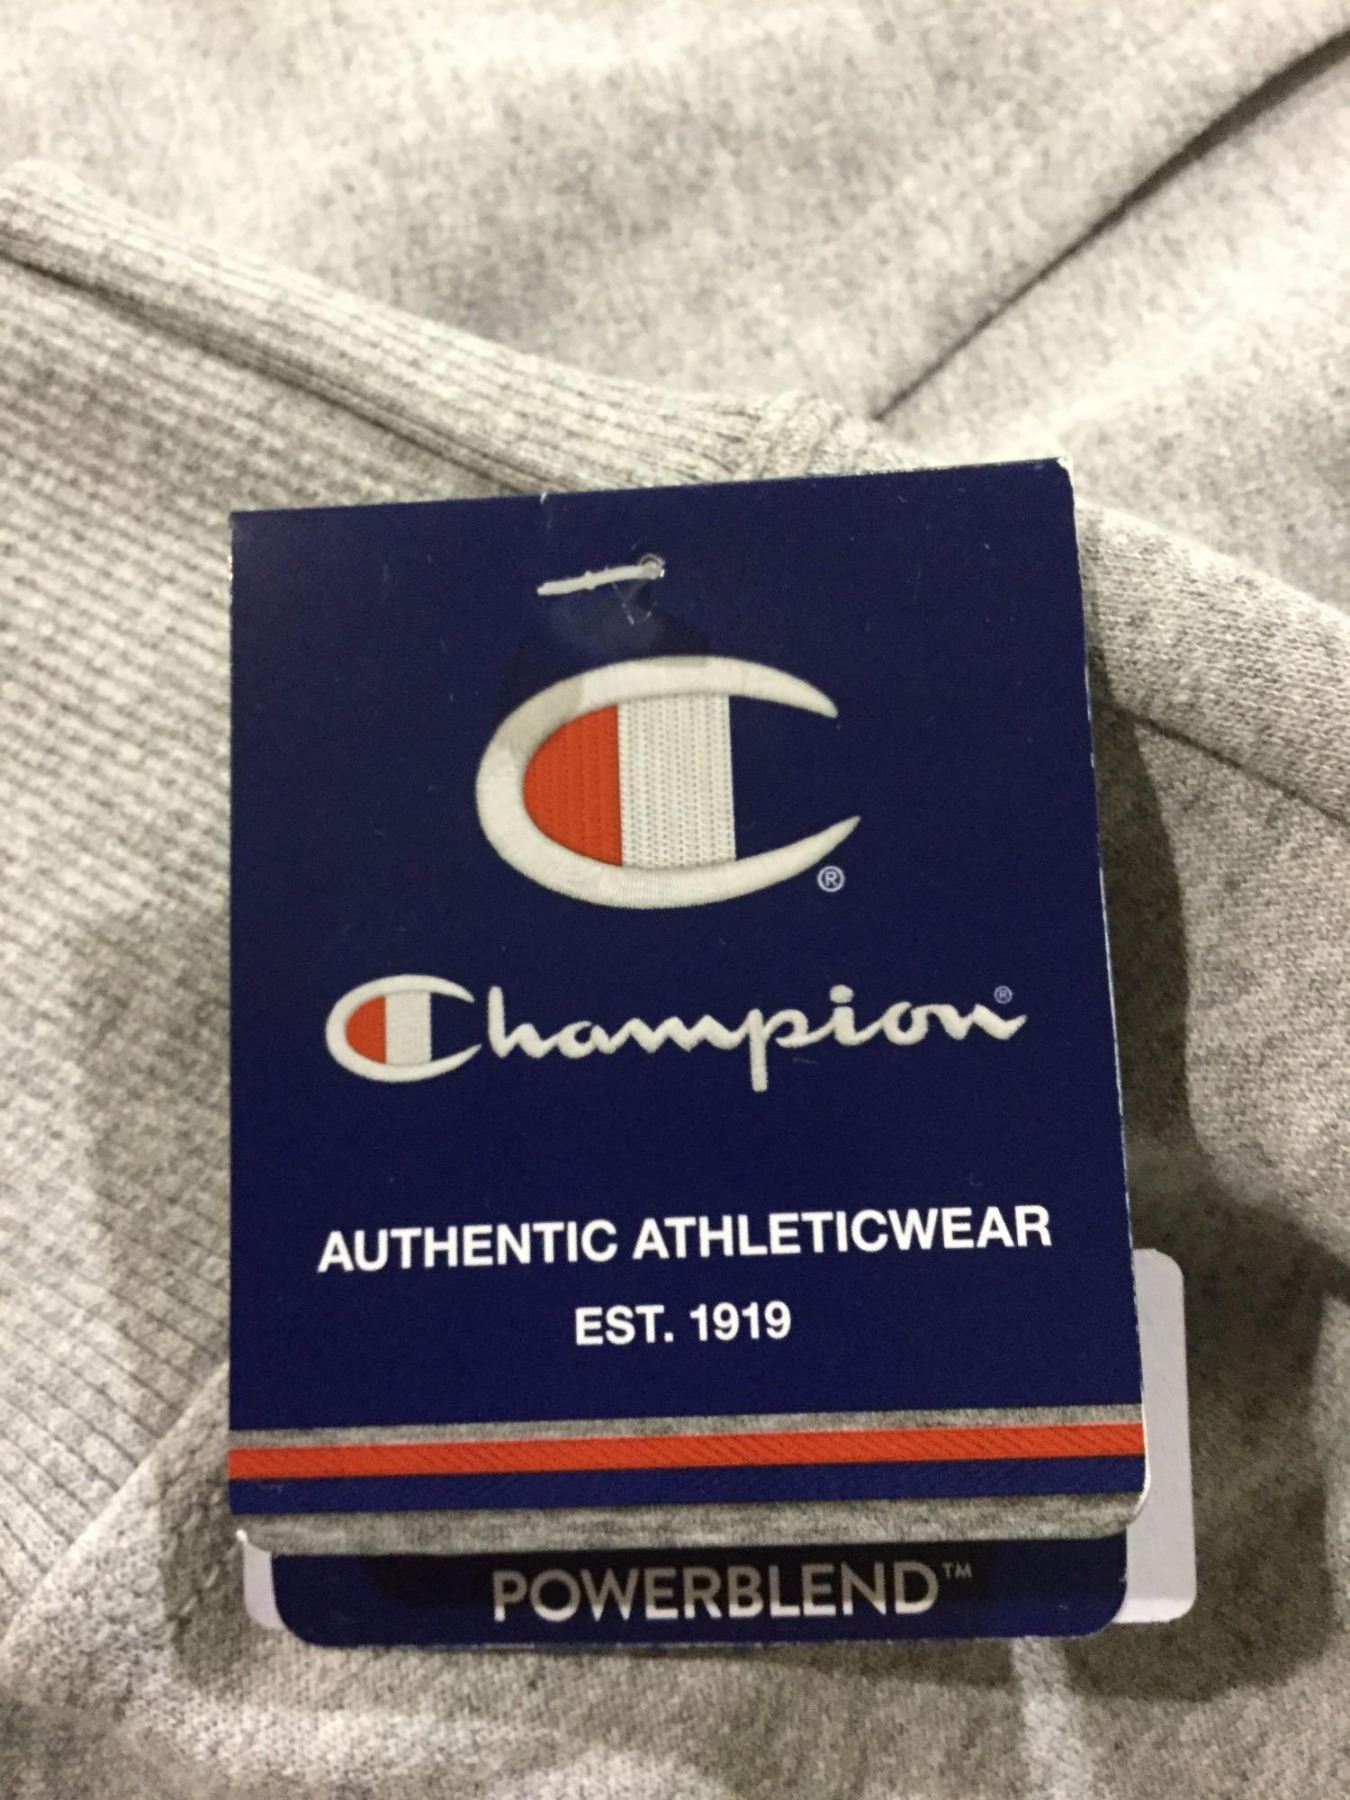 C®
Champion®
AUTHENTIC ATHLETICWEAR
EST. 1919
POWERBLEND™